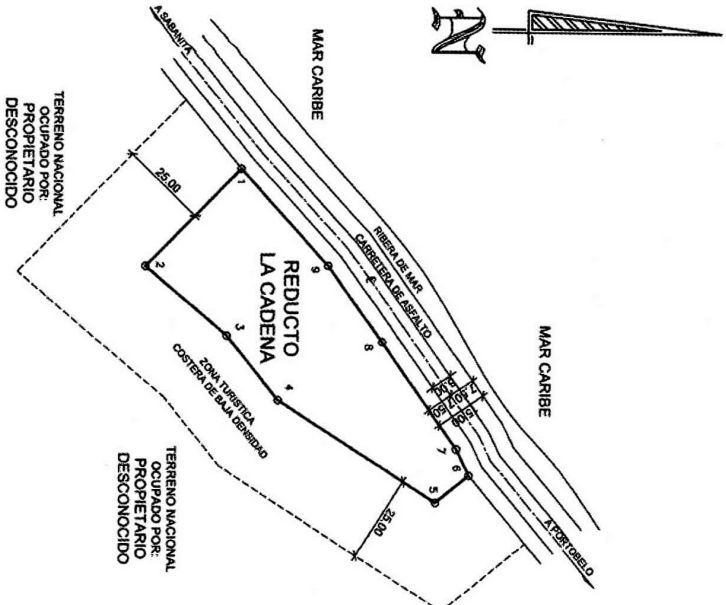 N
MAR CARIBE
A SABANITA
RIBERA DE MAR
CARRETERA DE ASFALTO
MAR CARIBE
A PORTOBELO
TERRENO NACIONAL
OCUPADO POR:
PROPIETARIO
DESCONOCIDO
25.00
REDUCTO
LA CADENA
1
2
3
4
5
6
7
8
9
15.00
ZONA TURISTICA
COSTERA DE BAJA DENSIDAD
25.00
TERRENO NACIONAL
OCUPADO POR:
PROPIETARIO
DESCONOCIDO